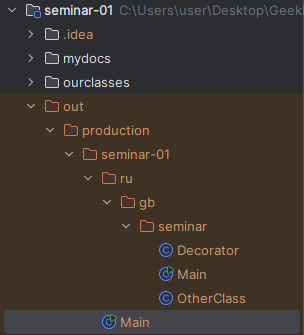 seminar-01 C:\Users\user\Desktop\Geek
.idea
mydocs
ourclasses
out
production
seminar-01
ru
gb
seminar
Decorator
Main
OtherClass
Main